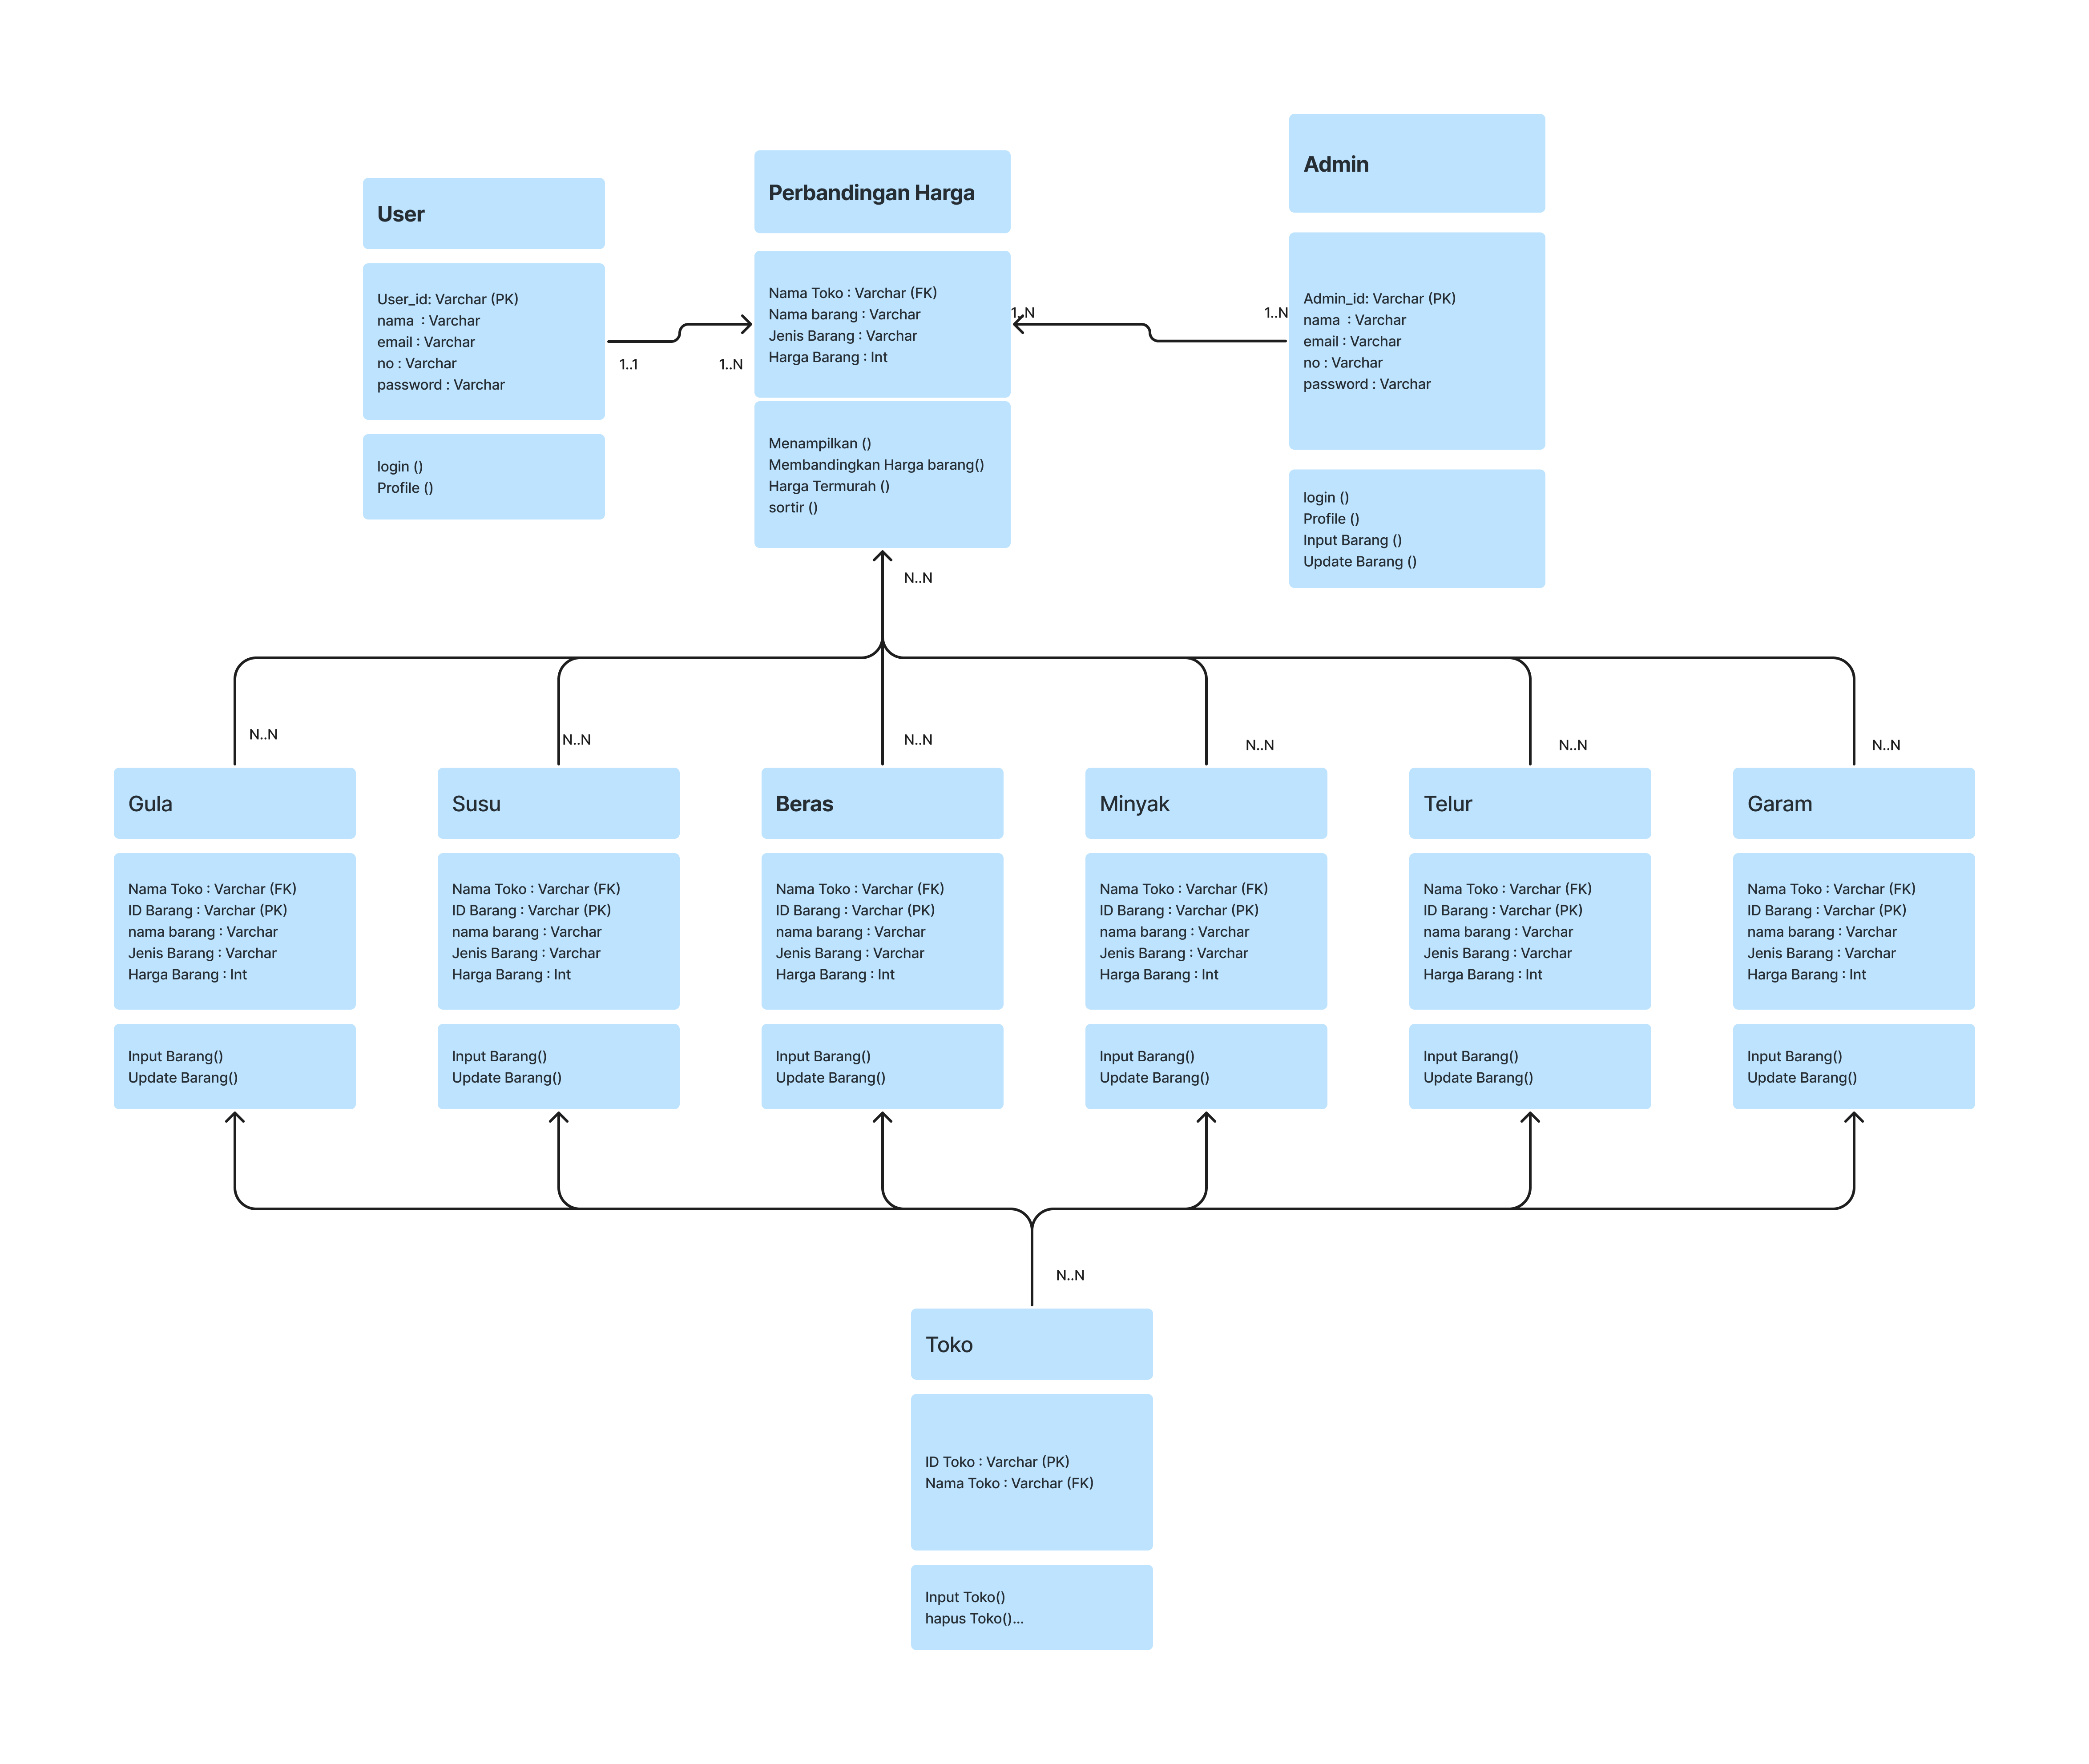 User
User_id: Varchar (PK)
nama  : Varchar
email : Varchar
no : Varchar
password : Varchar
login ()
Profile ()
1..1
1..N
Perbandingan Harga
Nama Toko : Varchar (FK)
Nama barang : Varchar
Jenis Barang : Varchar
Harga Barang : Int
Menampilkan ()
Membandingkan Harga barang()
Harga Termurah ()
sortir ()
1..N
1..N
Admin
Admin_id: Varchar (PK)
nama  : Varchar
email : Varchar
no : Varchar
password : Varchar
login ()
Profile ()
Input Barang ()
Update Barang ()
N..N
N..N
N..N
N..N
N..N
N..N
N..N
Gula
Nama Toko : Varchar (FK)
ID Barang : Varchar (PK)
nama barang : Varchar
Jenis Barang : Varchar
Harga Barang : Int
Input Barang()
Update Barang()
Susu
Nama Toko : Varchar (FK)
ID Barang : Varchar (PK)
nama barang : Varchar
Jenis Barang : Varchar
Harga Barang : Int
Input Barang()
Update Barang()
Beras
Nama Toko : Varchar (FK)
ID Barang : Varchar (PK)
nama barang : Varchar
Jenis Barang : Varchar
Harga Barang : Int
Input Barang()
Update Barang()
Minyak
Nama Toko : Varchar (FK)
ID Barang : Varchar (PK)
nama barang : Varchar
Jenis Barang : Varchar
Harga Barang : Int
Input Barang()
Update Barang()
Telur
Nama Toko : Varchar (FK)
ID Barang : Varchar (PK)
nama barang : Varchar
Jenis Barang : Varchar
Harga Barang : Int
Input Barang()
Update Barang()
Garam
Nama Toko : Varchar (FK)
ID Barang : Varchar (PK)
nama barang : Varchar
Jenis Barang : Varchar
Harga Barang : Int
Input Barang()
Update Barang()
N..N
Toko
ID Toko : Varchar (PK)
Nama Toko : Varchar (FK)
Input Toko()
hapus Toko()...